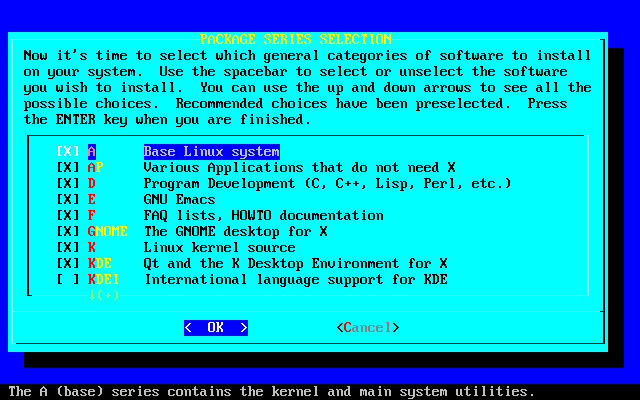 PACKAGE SERIES SELECTION
Now it's time to select which general categories of software to install
on your system.  Use the spacebar to select or unselect the software
you wish to install.  You can use the up and down arrows to see all the
possible choices.  Recommended choices have been preselected.  Press
the ENTER key when you are finished.
[X] A Base Linux system
[X] AP Various Applications that do not need X
[X] D Program Development (C, C++, Lisp, Perl, etc.)
[X] E GNU Emacs
[X] F FAQ lists, HOWTO documentation
[X] GNOME The GNOME desktop for X
[X] K Linux kernel source
[X] KDE Qt and the K Desktop Environment for X
[ ] KDEI International language support for KDE
↓(+)
< OK > <Cancel>
The A (base) series contains the kernel and main system utilities.